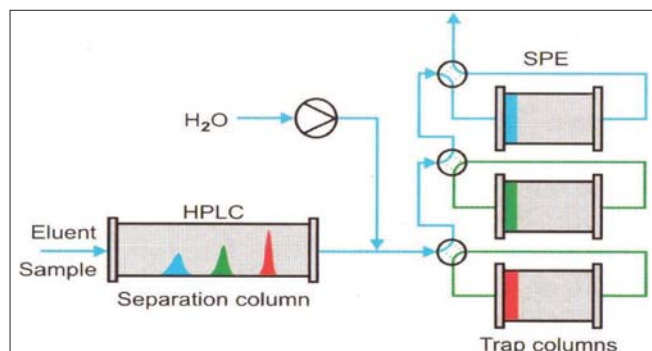 SPE
H₂O
HPLC
Eluent
Sample
Separation column
Trap columns